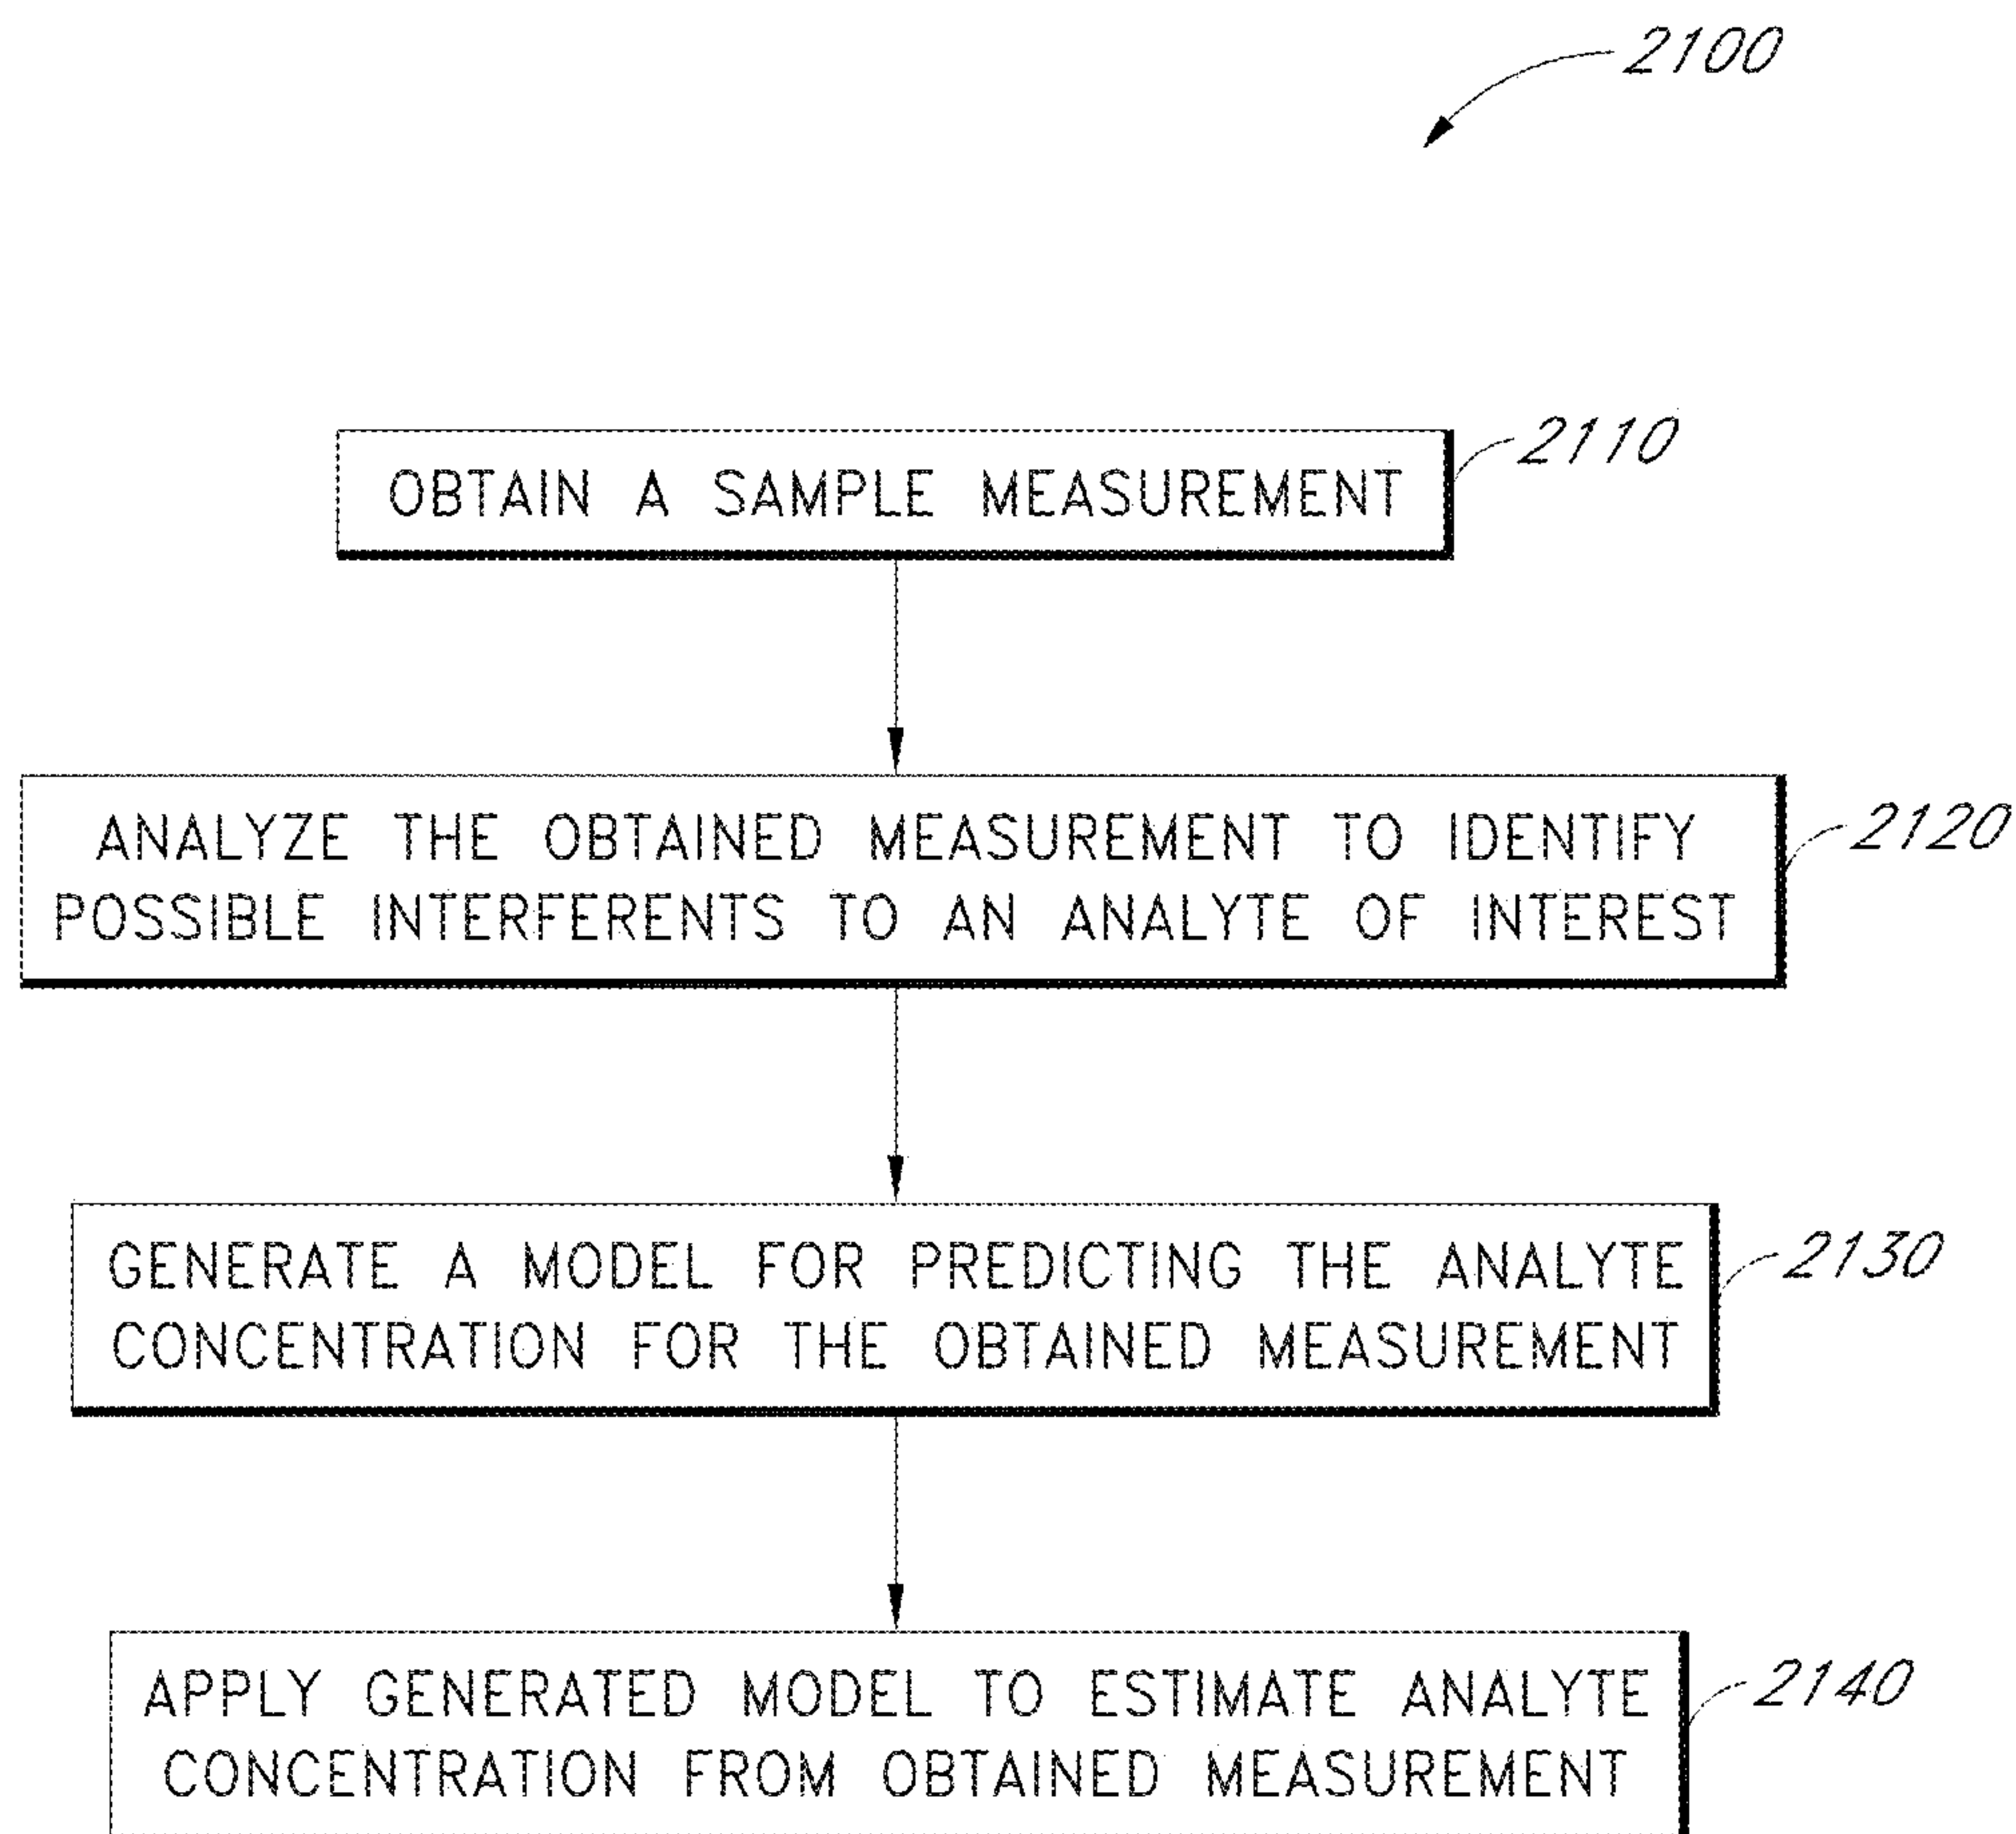 2100
OBTAIN A SAMPLE MEASUREMENT
2110
ANALYZE THE OBTAINED MEASUREMENT TO IDENTIFY
POSSIBLE INTERFERENTS TO AN ANALYTE OF INTEREST
2120
GENERATE A MODEL FOR PREDICTING THE ANALYTE
CONCENTRATION FOR THE OBTAINED MEASUREMENT
2130
APPLY GENERATED MODEL TO ESTIMATE ANALYTE
CONCENTRATION FROM OBTAINED MEASUREMENT
2140